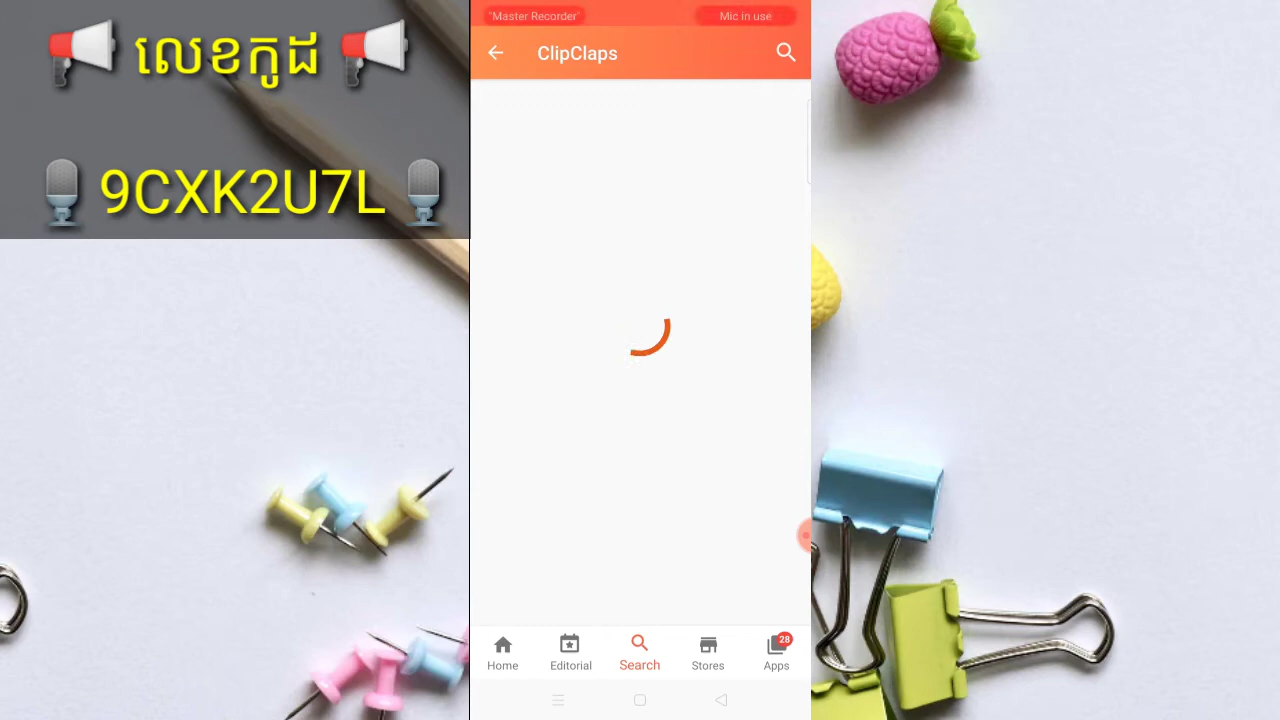 លេខកូដ
9CXK2U7L
"Master Recorder"
Mic in use
ClipClaps
28
Home
Editorial
Search
Stores
Apps